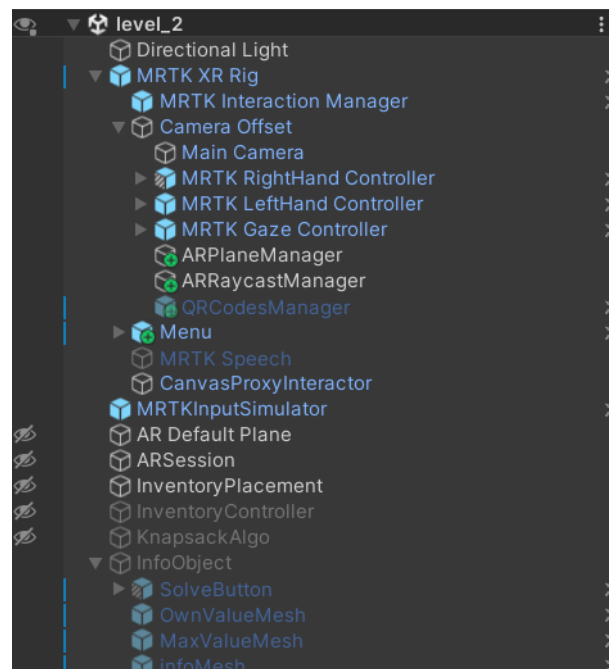 level_2
Directional Light
MRTK XR Rig
MRTK Interaction Manager
Camera Offset
Main Camera
MRTK RightHand Controller
MRTK LeftHand Controller
MRTK Gaze Controller
ARPlaneManager
ARRaycastManager
QRCodesManager
Menu
MRTK Speech
CanvasProxyInteractor
MRTKInputSimulator
AR Default Plane
ARSession
InventoryPlacement
InventoryController
KnapsackAlgo
InfoObject
SolveButton
OwnValueMesh
MaxValueMesh
infoMesh